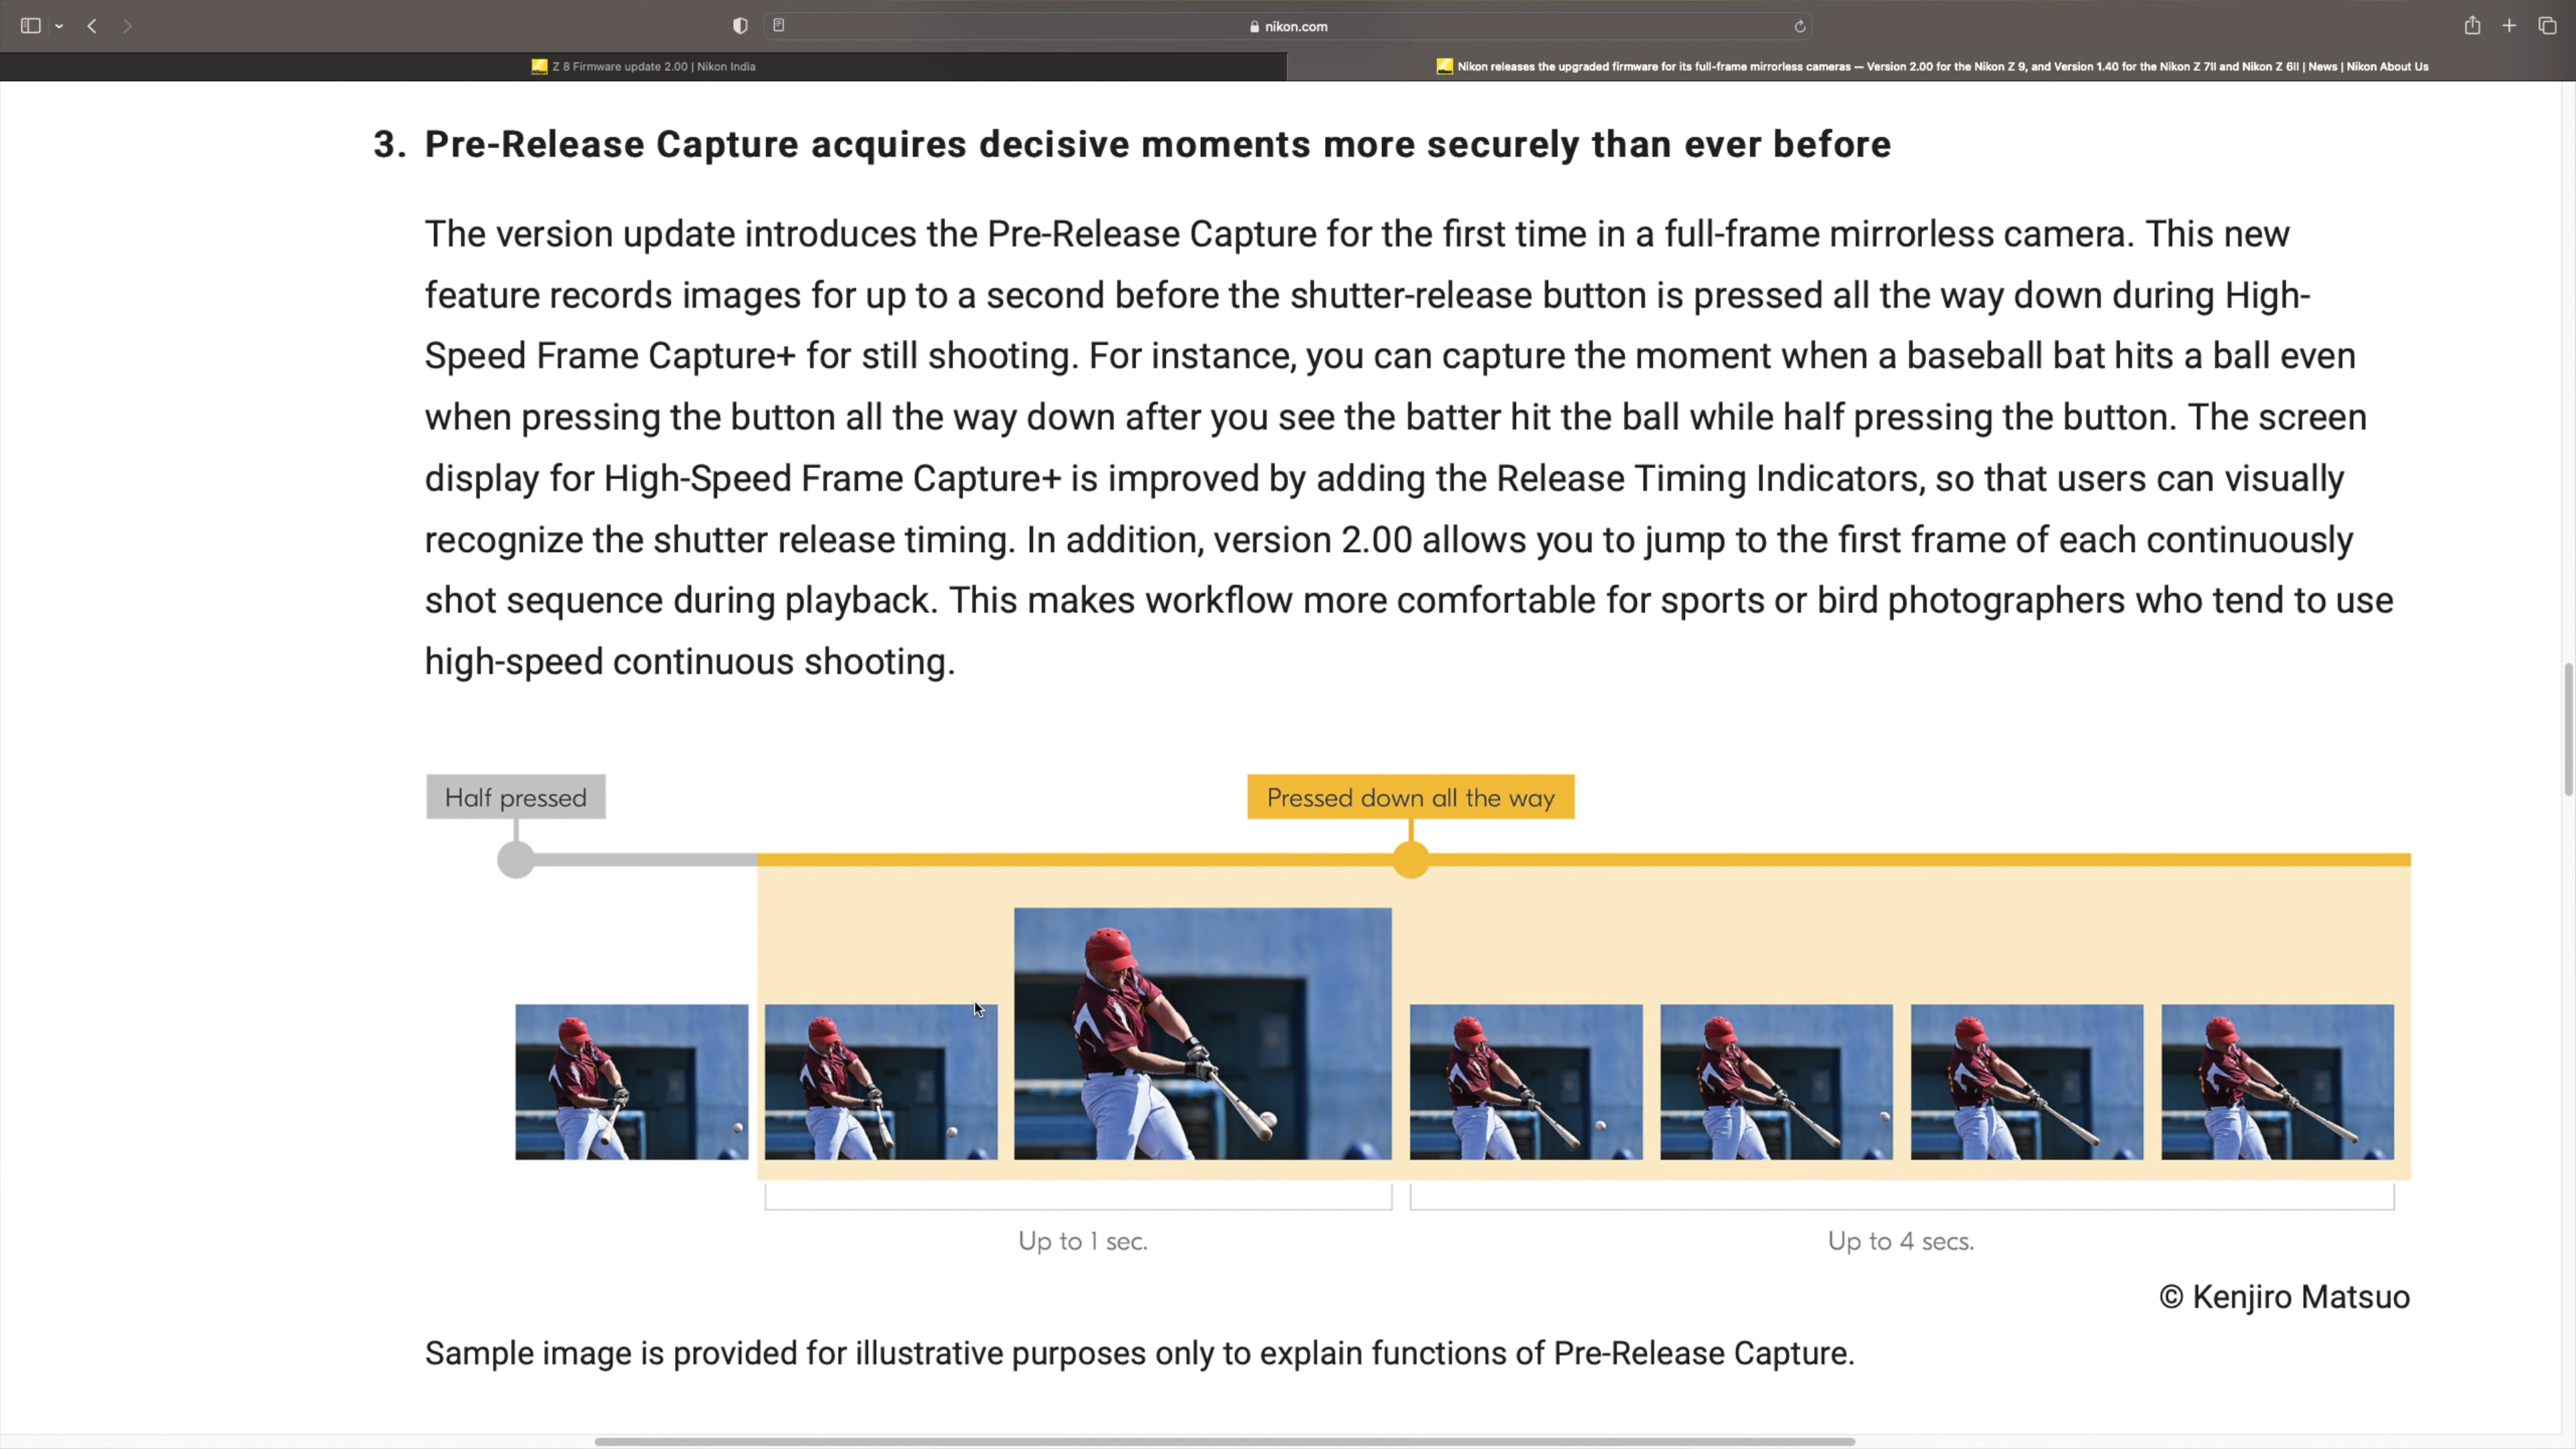 nikon.com
Z 8 Firmware update 2.00 | Nikon India
Nikon releases the upgraded firmware for its full-frame mirrorless cameras — Version 2.00 for the Nikon Z 9, and Version 1.40 for the Nikon Z 7II and Nikon Z 6II | News | Nikon About Us
3. Pre-Release Capture acquires decisive moments more securely than ever before
The version update introduces the Pre-Release Capture for the first time in a full-frame mirrorless camera. This new
feature records images for up to a second before the shutter-release button is pressed all the way down during High-
Speed Frame Capture+ for still shooting. For instance, you can capture the moment when a baseball bat hits a ball even
when pressing the button all the way down after you see the batter hit the ball while half pressing the button. The screen
display for High-Speed Frame Capture+ is improved by adding the Release Timing Indicators, so that users can visually
recognize the shutter release timing. In addition, version 2.00 allows you to jump to the first frame of each continuously
shot sequence during playback. This makes workflow more comfortable for sports or bird photographers who tend to use
high-speed continuous shooting.
Half pressed
Pressed down all the way
Up to 1 sec.
Up to 4 secs.
© Kenjiro Matsuo
Sample image is provided for illustrative purposes only to explain functions of Pre-Release Capture.